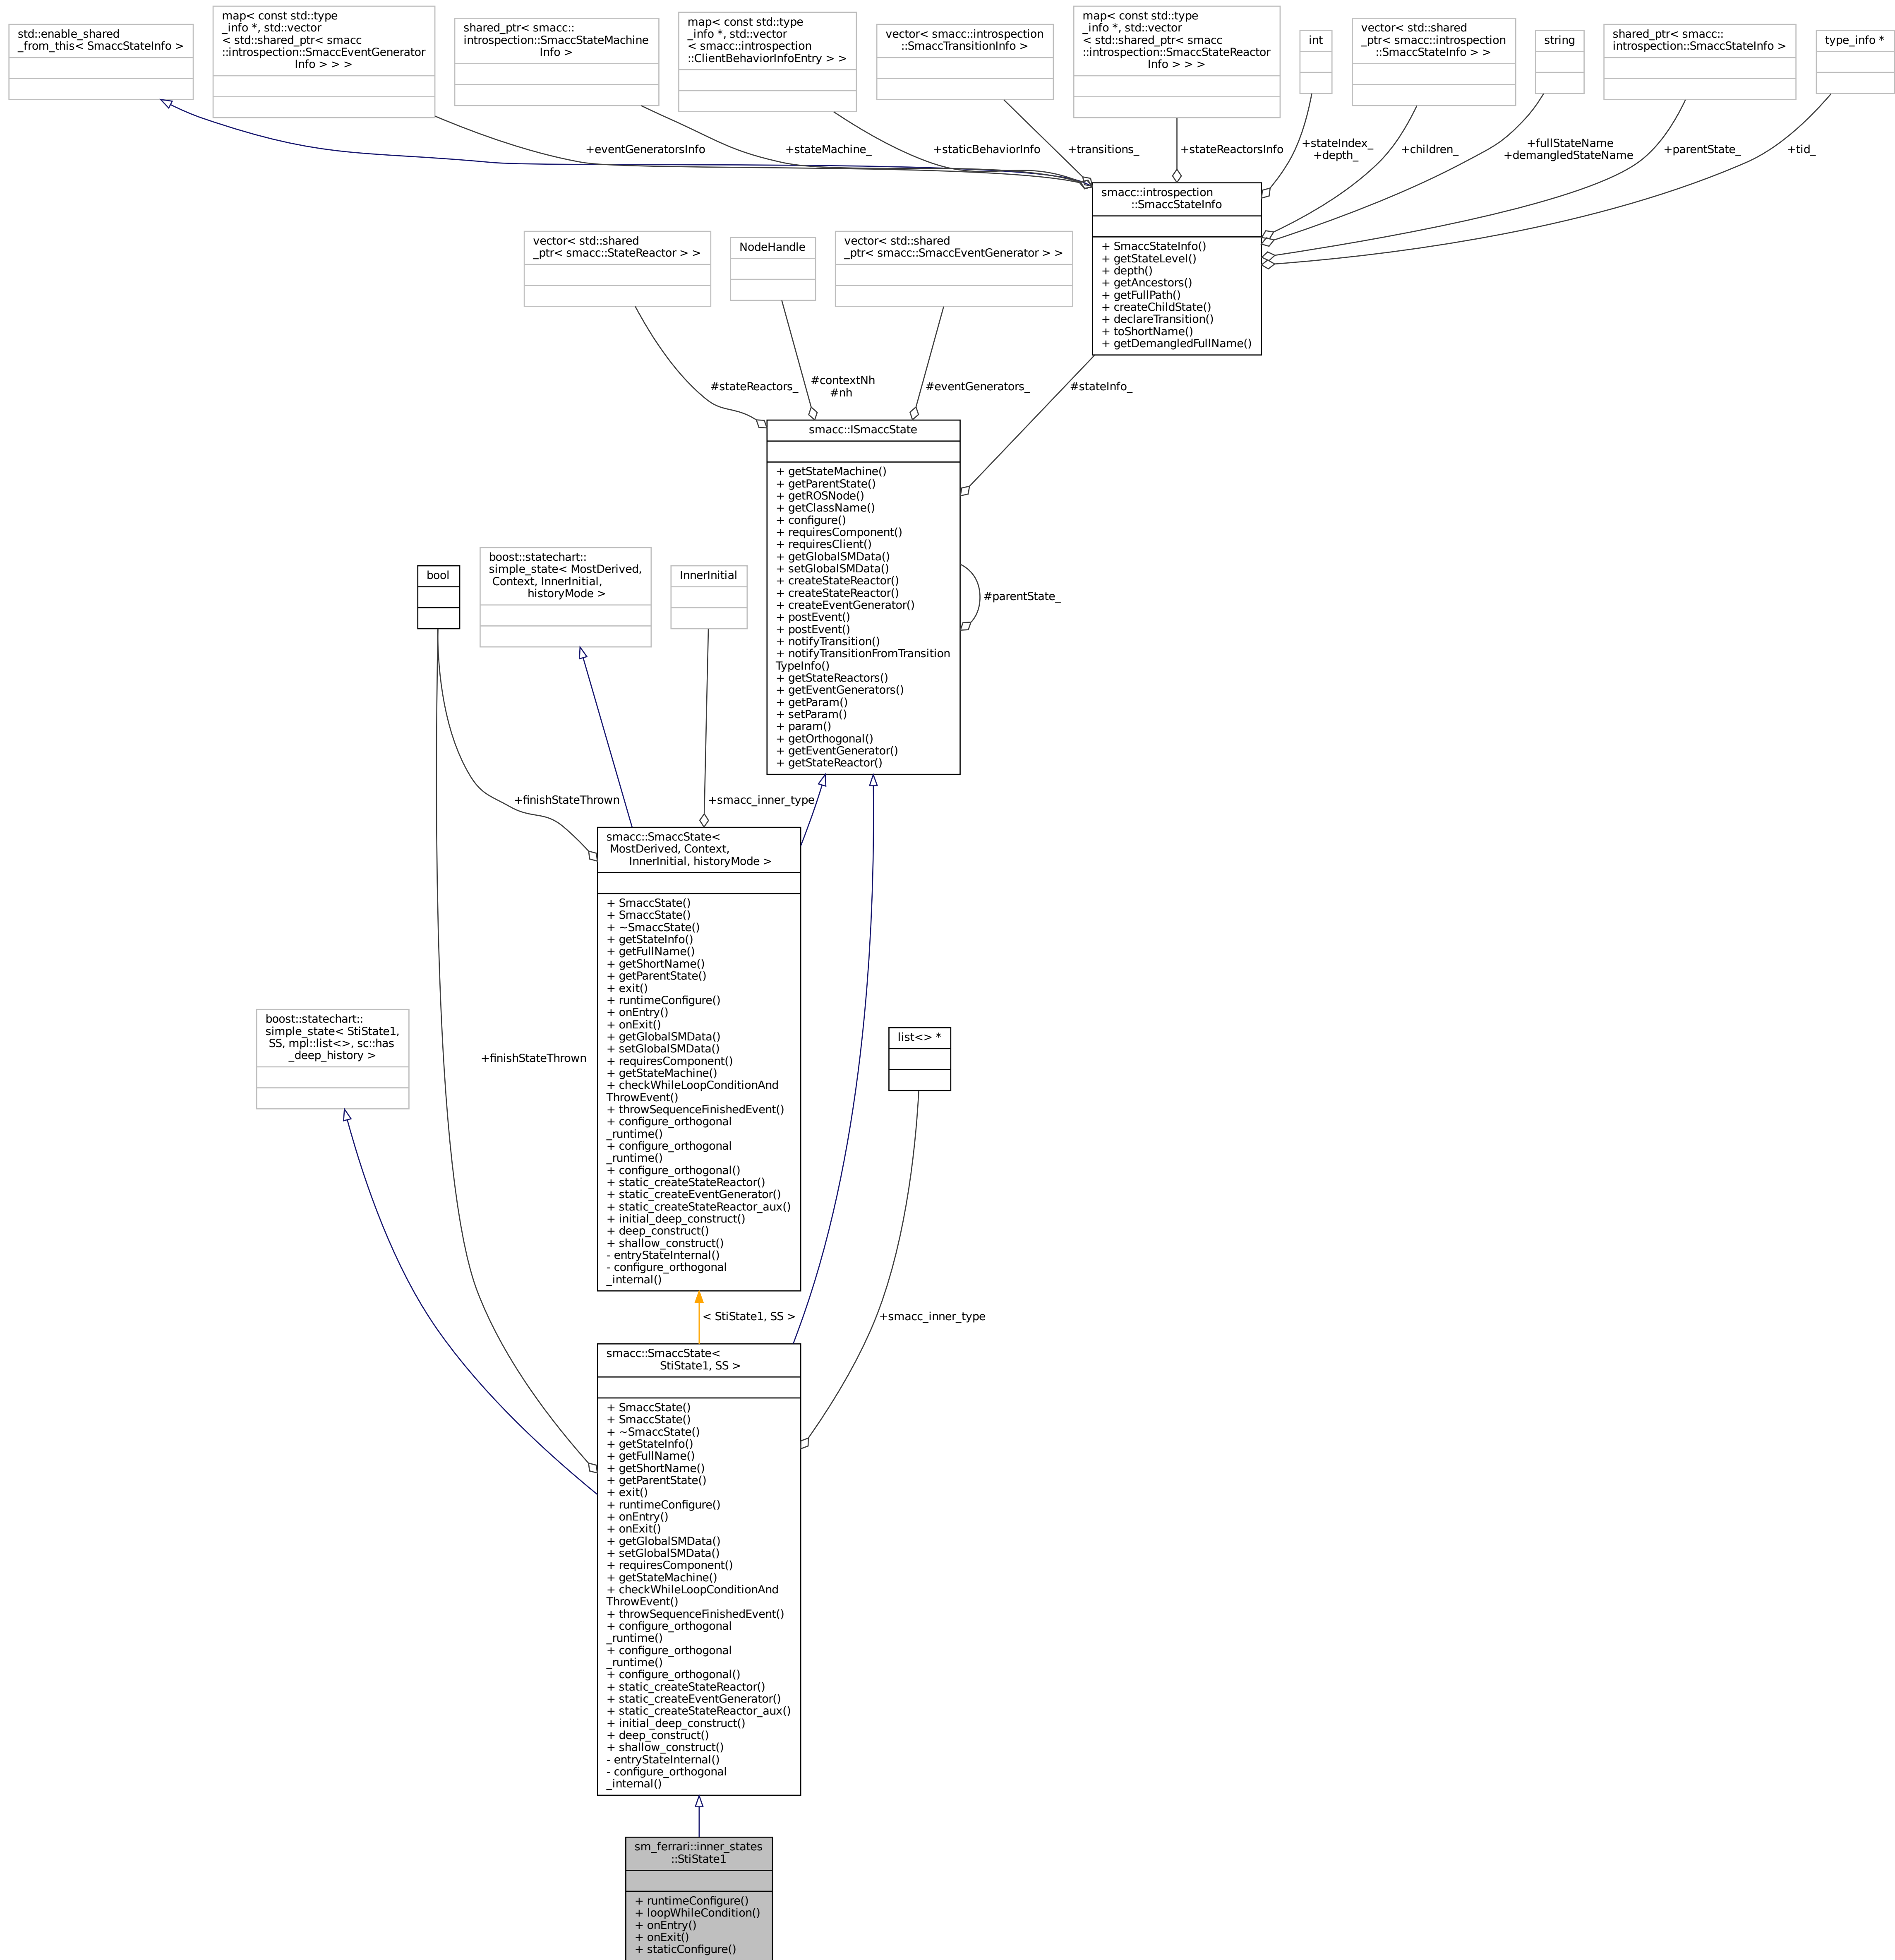 std::enable_shared
_from_this< SmaccStateInfo >
map< const std::type
_info *, std::vector
< std::shared_ptr< smacc
::introspection::SmaccEventGenerator
Info > > >
shared_ptr< smacc::
introspection::SmaccStateMachine
Info >
map< const std::type
_info *, std::vector
< smacc::introspection
::ClientBehaviorInfoEntry > >
vector< smacc::introspection
::SmaccTransitionInfo >
map< const std::type
_info *, std::vector
< std::shared_ptr< smacc
::introspection::SmaccStateReactor
Info > > >
int
vector< std::shared
_ptr< smacc::introspection
::SmaccStateInfo > >
string
shared_ptr< smacc::
introspection::SmaccStateInfo >
type_info *
+eventGeneratorsInfo
+stateMachine_
+staticBehaviorInfo
+transitions_
+stateReactorsInfo
+stateIndex_
+depth_
+children_
+fullStateName
+demangledStateName
+parentState_
+tid_
smacc::introspection
::SmaccStateInfo
+ SmaccStateInfo()
+ getStateLevel()
+ depth()
+ getAncestors()
+ getFullPath()
+ createChildState()
+ declareTransition()
+ toShortName()
+ getDemangledFullName()
vector< std::shared
_ptr< smacc::StateReactor > >
NodeHandle
vector< std::shared
_ptr< smacc::SmaccEventGenerator > >
#stateReactors_
#contextNh
#nh
#eventGenerators_
#stateInfo_
smacc::ISmaccState
+ getStateMachine()
+ getParentState()
+ getROSNode()
+ getClassName()
+ configure()
+ requiresComponent()
+ requiresClient()
+ getGlobalSMData()
+ setGlobalSMData()
+ createStateReactor()
+ createStateReactor()
+ createEventGenerator()
+ postEvent()
+ postEvent()
+ notifyTransition()
+ notifyTransitionFromTransition
TypeInfo()
+ getStateReactors()
+ getEventGenerators()
+ getParam()
+ setParam()
+ param()
+ getOrthogonal()
+ getEventGenerator()
+ getStateReactor()
#parentState_
bool
boost::statechart::
simple_state< MostDerived,
Context, InnerInitial,
historyMode >
InnerInitial
+finishStateThrown
+smacc_inner_type
smacc::SmaccState<
MostDerived, Context,
InnerInitial, historyMode >
+ SmaccState()
+ SmaccState()
+ ~SmaccState()
+ getStateInfo()
+ getFullName()
+ getShortName()
+ getParentState()
+ exit()
+ runtimeConfigure()
+ onEntry()
+ onExit()
+ getGlobalSMData()
+ setGlobalSMData()
+ requiresComponent()
+ getStateMachine()
+ checkWhileLoopConditionAnd
ThrowEvent()
+ throwSequenceFinishedEvent()
+ configure_orthogonal
_runtime()
+ configure_orthogonal
_runtime()
+ configure_orthogonal()
+ static_createStateReactor()
+ static_createEventGenerator()
+ static_createStateReactor_aux()
+ initial_deep_construct()
+ deep_construct()
+ shallow_construct()
- entryStateInternal()
- configure_orthogonal
_internal()
boost::statechart::
simple_state< StiState1,
SS, mpl::list<>, sc::has
_deep_history >
+finishStateThrown
list<> *
< StiState1, SS >
+smacc_inner_type
smacc::SmaccState<
StiState1, SS >
+ SmaccState()
+ SmaccState()
+ ~SmaccState()
+ getStateInfo()
+ getFullName()
+ getShortName()
+ getParentState()
+ exit()
+ runtimeConfigure()
+ onEntry()
+ onExit()
+ getGlobalSMData()
+ setGlobalSMData()
+ requiresComponent()
+ getStateMachine()
+ checkWhileLoopConditionAnd
ThrowEvent()
+ throwSequenceFinishedEvent()
+ configure_orthogonal
_runtime()
+ configure_orthogonal
_runtime()
+ configure_orthogonal()
+ static_createStateReactor()
+ static_createEventGenerator()
+ static_createStateReactor_aux()
+ initial_deep_construct()
+ deep_construct()
+ shallow_construct()
- entryStateInternal()
- configure_orthogonal
_internal()
sm_ferrari::inner_states
::StiState1
+ runtimeConfigure()
+ loopWhileCondition()
+ onEntry()
+ onExit()
+ staticConfigure()